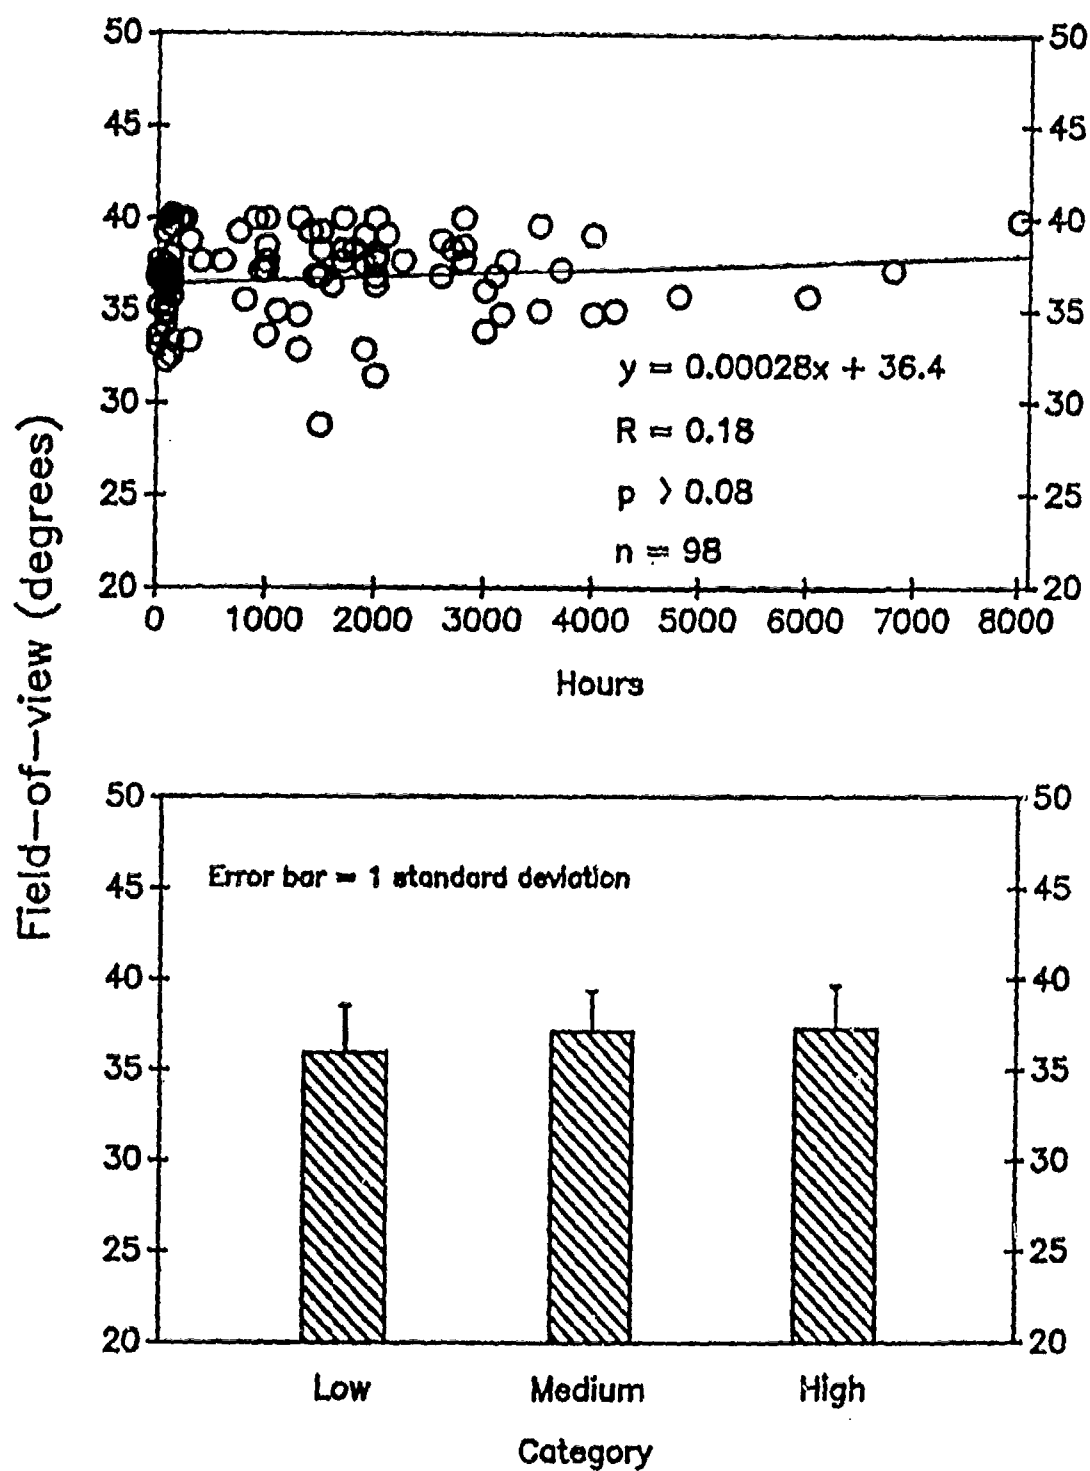 Field-of-view (degrees)
50
45
40
35
30
25
20
50
45
40
35
30
25
20
y = 0.00028x + 36.4
R = 0.18
p > 0.08
n = 98
0 1000 2000 3000 4000 5000 6000 7000 8000
Hours
50
45
40
35
30
25
20
50
45
40
35
30
25
20
Error bar = 1 standard deviation
Low Medium High
Category